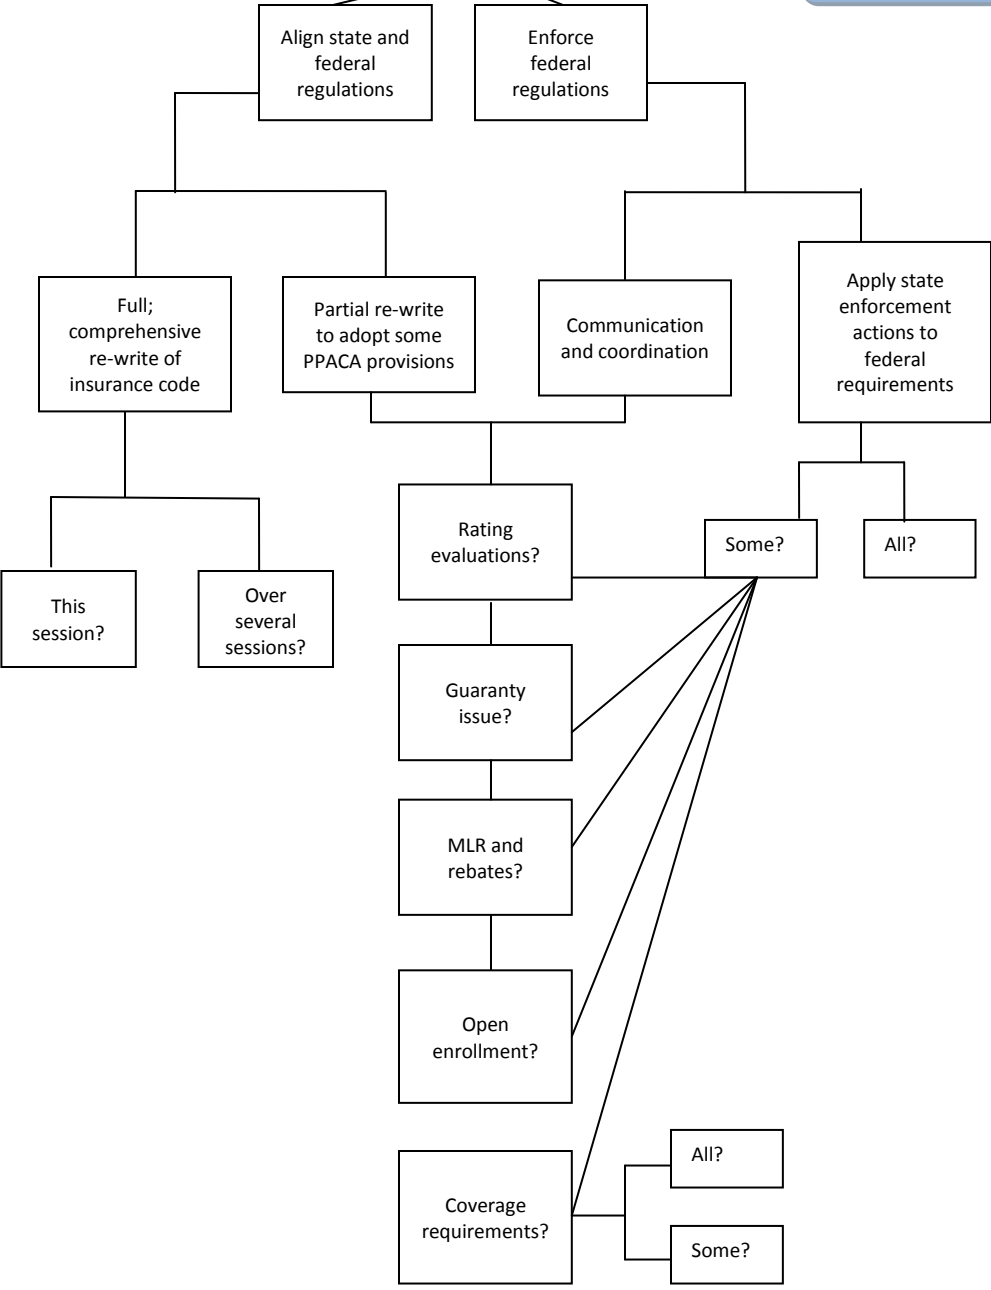 Align state and
federal
regulations
Enforce
federal
regulations
Full;
comprehensive
re-write of
insurance code
Partial re-write
to adopt some
PPACA provisions
Communication
and coordination
Apply state
enforcement
actions to
federal
requirements
Rating
evaluations?
Some?
All?
This
session?
Over
several
sessions?
Guaranty
issue?
MLR and
rebates?
Open
enrollment?
Coverage
requirements?
All?
Some?